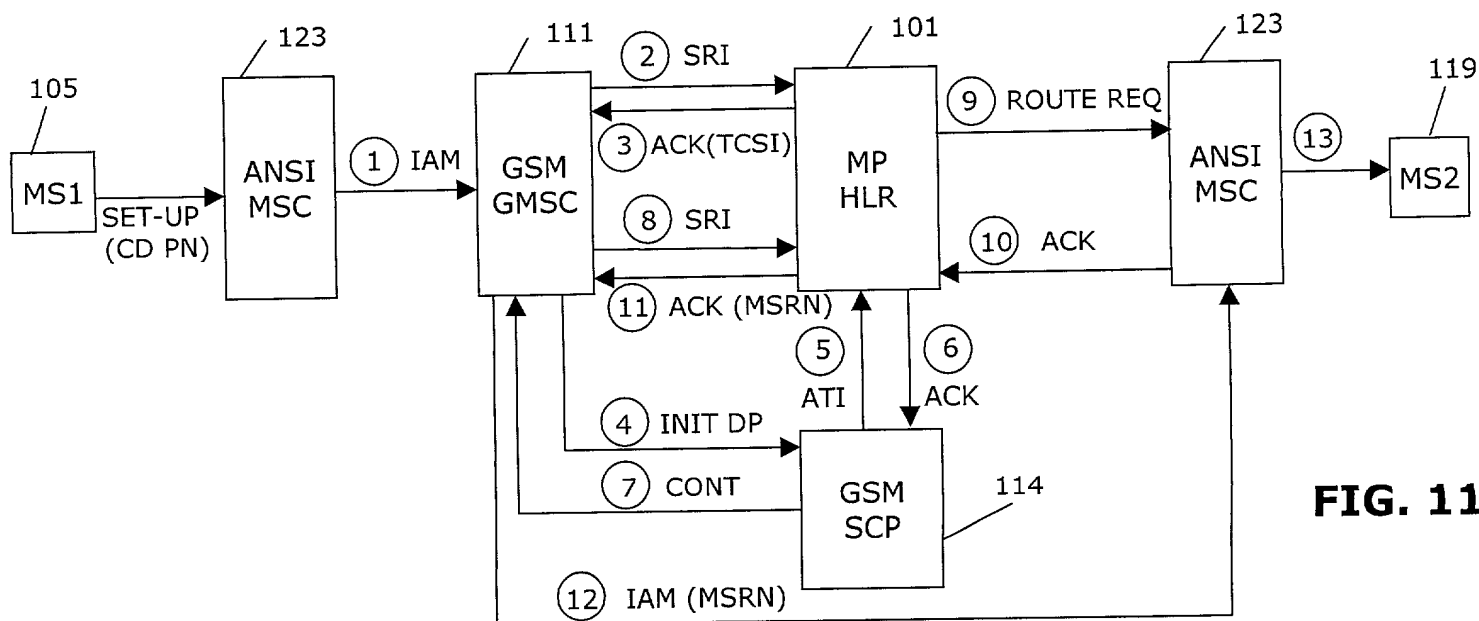 123
111
101
123
119
105
2 SRI
9 ROUTE REQ
13
3 ACK(TCSI)
1 IAM
MS1
ANSI
MSC
GSM
GMSC
MP
HLR
ANSI
MSC
MS2
SET-UP
(CD PN)
8 SRI
10 ACK
11 ACK (MSRN)
5
ATI
6
ACK
4 INIT DP
7 CONT
GSM
SCP
114
FIG. 11
12 IAM (MSRN)